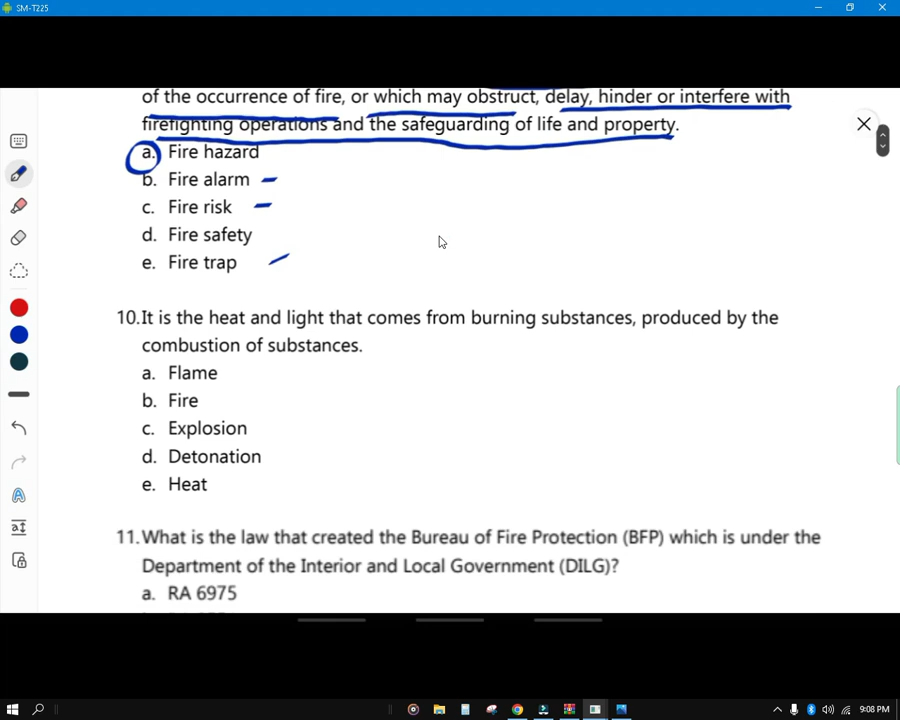 SM-T225
of the occurrence of fire, or which may obstruct, delay, hinder or interfere with
firefighting operations and the safeguarding of life and property.
a. Fire hazard
b. Fire alarm
c. Fire risk
d. Fire safety
e. Fire trap
10. It is the heat and light that comes from burning substances, produced by the
combustion of substances.
a. Flame
b. Fire
c. Explosion
d. Detonation
e. Heat
11. What is the law that created the Bureau of Fire Protection (BFP) which is under the
Department of the Interior and Local Government (DILG)?
a. RA 6975
9:08 PM